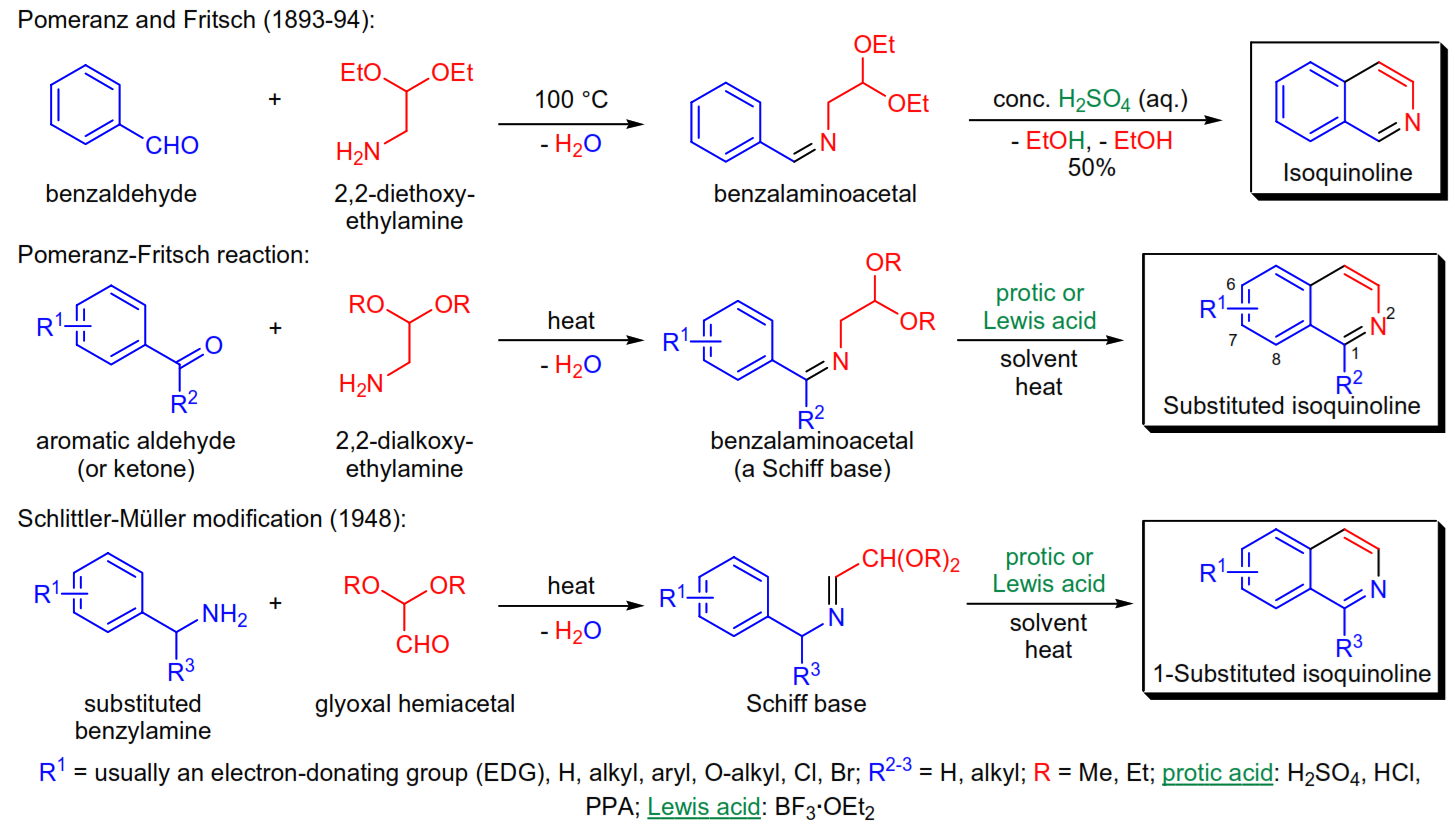 Pomeranz and Fritsch (1893-94):
CHO
benzaldehyde
+
EtO OEt
H₂N
2,2-diethoxy-
ethylamine
100 °C
- H₂O
OEt
OEt
N
benzalaminoacetal
conc. H₂SO₄ (aq.)
- EtOH, - EtOH
50%
N
Isoquinoline
Pomeranz-Fritsch reaction:
R¹
O
R²
aromatic aldehyde
(or ketone)
+
RO OR
H₂N
2,2-dialkoxy-
ethylamine
heat
- H₂O
OR
OR
R¹
N
R²
benzalaminoacetal
(a Schiff base)
protic or
Lewis acid
solvent
heat
6
R¹
N 2
7
8
1
R²
Substituted isoquinoline
Schlittler-Müller modification (1948):
R¹
NH₂
R³
substituted
benzylamine
+
RO OR
CHO
glyoxal hemiacetal
heat
- H₂O
CH(OR)₂
R¹
N
R³
Schiff base
protic or
Lewis acid
solvent
heat
R¹
N
R³
1-Substituted isoquinoline
R¹ = usually an electron-donating group (EDG), H, alkyl, aryl, O-alkyl, Cl, Br; R²⁻³ = H, alkyl; R = Me, Et; protic acid: H₂SO₄, HCl,
PPA; Lewis acid: BF₃·OEt₂